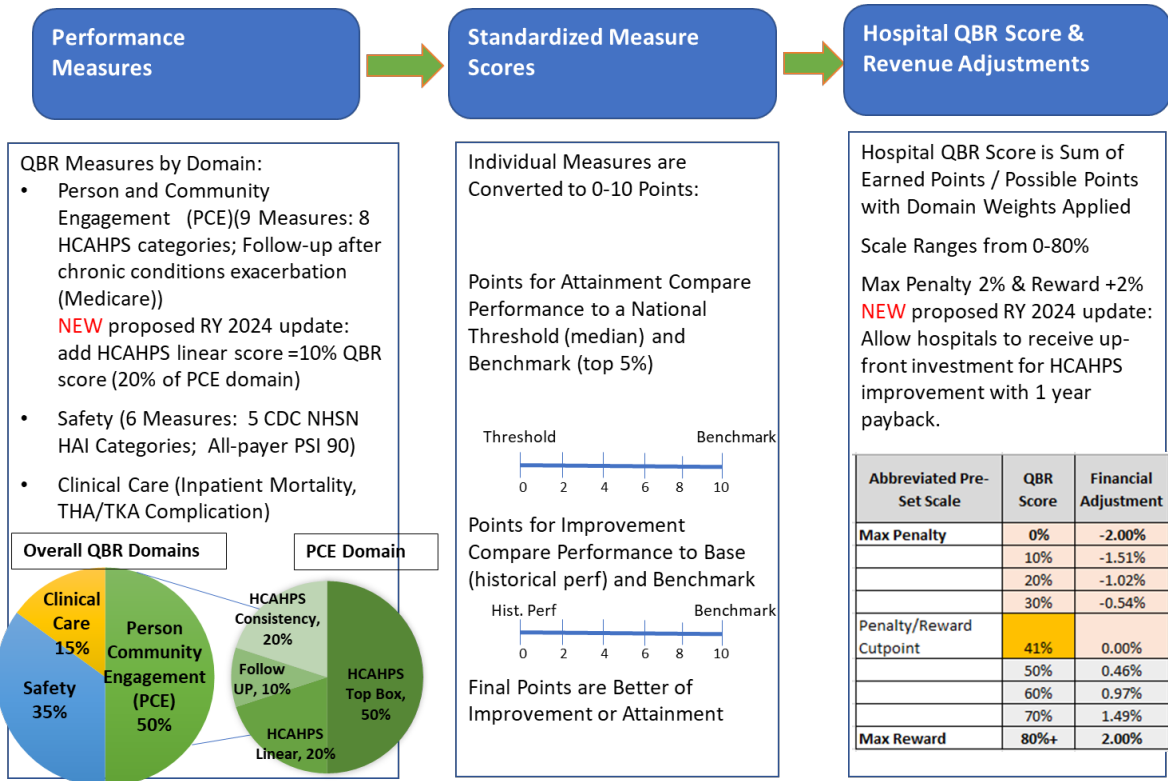 Performance
Measures
Standardized Measure
Scores
Hospital QBR Score &
Revenue Adjustments
QBR Measures by Domain:
• Person and Community
Engagement (PCE)(9 Measures: 8
HCAHPS categories; Follow-up after
chronic conditions exacerbation
(Medicare))
NEW proposed RY 2024 update:
add HCAHPS linear score =10% QBR
score (20% of PCE domain)
• Safety (6 Measures: 5 CDC NHSN
HAI Categories; All-payer PSI 90)
• Clinical Care (Inpatient Mortality,
THA/TKA Complication)
Overall QBR Domains
PCE Domain
Clinical
Care
15%
Person
Community
Engagement
(PCE)
50%
Safety
35%
HCAHPS
Consistency,
20%
Follow
UP, 10%
HCAHPS
Linear, 20%
HCAHPS
Top Box,
50%
Individual Measures are
Converted to 0-10 Points:
Points for Attainment Compare
Performance to a National
Threshold (median) and
Benchmark (top 5%)
Threshold Benchmark
0 2 4 6 8 10
Points for Improvement
Compare Performance to Base
(historical perf) and Benchmark
Hist. Perf Benchmark
0 2 4 6 8 10
Final Points are Better of
Improvement or Attainment
Hospital QBR Score is Sum of
Earned Points / Possible Points
with Domain Weights Applied
Scale Ranges from 0-80%
Max Penalty 2% & Reward +2%
NEW proposed RY 2024 update:
Allow hospitals to receive up-
front investment for HCAHPS
improvement with 1 year
payback.
Abbreviated Pre-
Set Scale
QBR
Score
Financial
Adjustment
Max Penalty 0% -2.00%
10% -1.51%
20% -1.02%
30% -0.54%
Penalty/Reward
Cutpoint 41% 0.00%
50% 0.46%
60% 0.97%
70% 1.49%
Max Reward 80%+ 2.00%